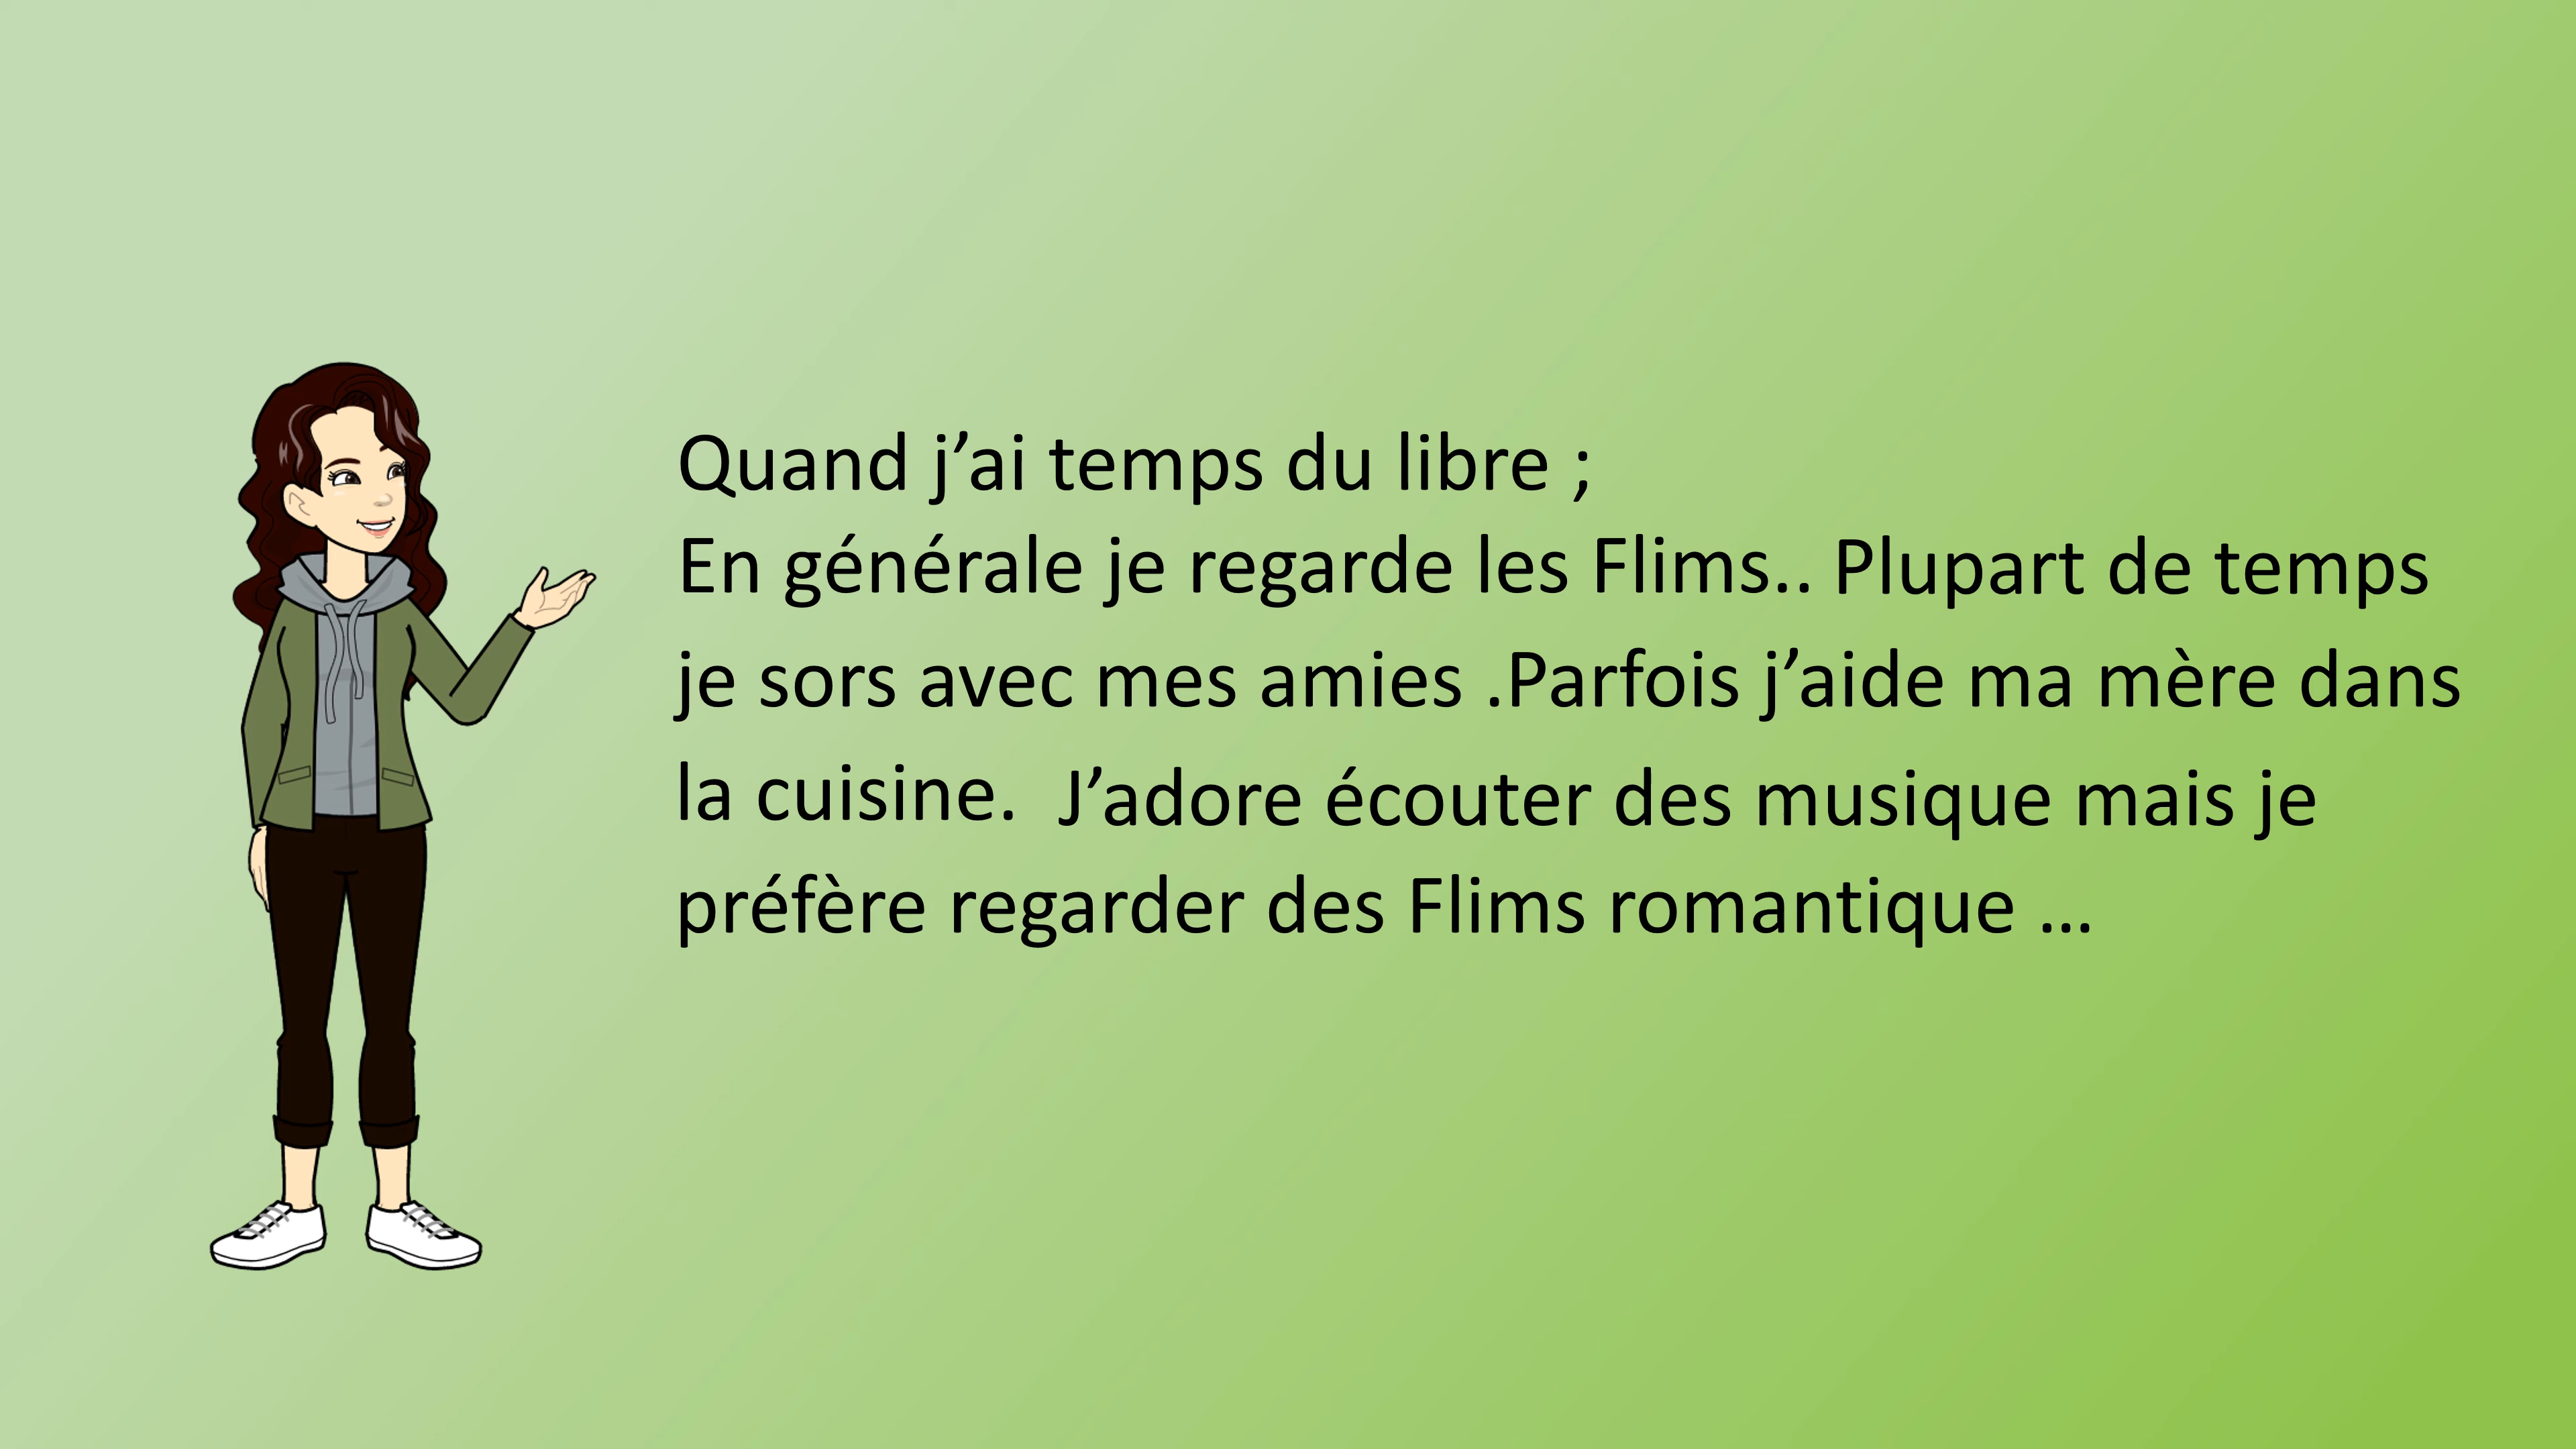 Quand j’ai temps du libre ;
En générale je regarde les Flims.. Plupart de temps
je sors avec mes amies .Parfois j’aide ma mère dans
la cuisine.  J’adore écouter des musique mais je
préfère regarder des Flims romantique ...